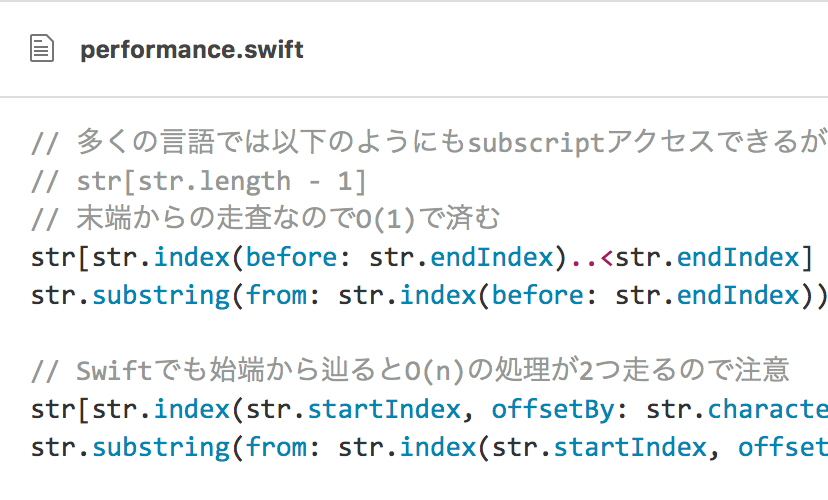 performance.swift
// 多くの言語では以下のようにもsubscriptアクセスできるが
// str[str.length - 1]
// 末端からの走査なのでO(1)で済む
str[str.index(before: str.endIndex)..<str.endIndex]
str.substring(from: str.index(before: str.endIndex))
// Swiftでも始端から辿るとO(n)の処理が2つ走るので注意
str[str.index(str.startIndex, offsetBy: str.characte
str.substring(from: str.index(str.startIndex, offset